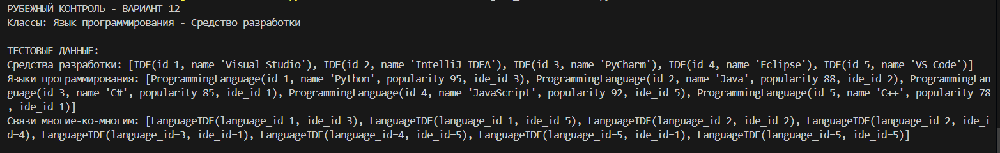 РУБЕЖНЫЙ КОНТРОЛЬ - ВАРИАНТ 12
Классы: Язык программирования - Средство разработки
ТЕСТОВЫЕ ДАННЫЕ:
Средства разработки: [IDE(id=1, name='Visual Studio'), IDE(id=2, name='IntelliJ IDEA'), IDE(id=3, name='PyCharm'), IDE(id=4, name='Eclipse'), IDE(id=5, name='VS Code')]
Языки программирования: [ProgrammingLanguage(id=1, name='Python', popularity=95, ide_id=3), ProgrammingLanguage(id=2, name='Java', popularity=88, ide_id=2), ProgrammingLan
guage(id=3, name='C#', popularity=85, ide_id=1), ProgrammingLanguage(id=4, name='JavaScript', popularity=92, ide_id=5), ProgrammingLanguage(id=5, name='C++', popularity=78
, ide_id=1)]
Связи многие-ко-многим: [LanguageIDE(language_id=1, ide_id=3), LanguageIDE(language_id=1, ide_id=5), LanguageIDE(language_id=2, ide_id=2), LanguageIDE(language_id=2, ide_i
d=4), LanguageIDE(language_id=3, ide_id=1), LanguageIDE(language_id=4, ide_id=5), LanguageIDE(language_id=5, ide_id=1), LanguageIDE(language_id=5, ide_id=5)]